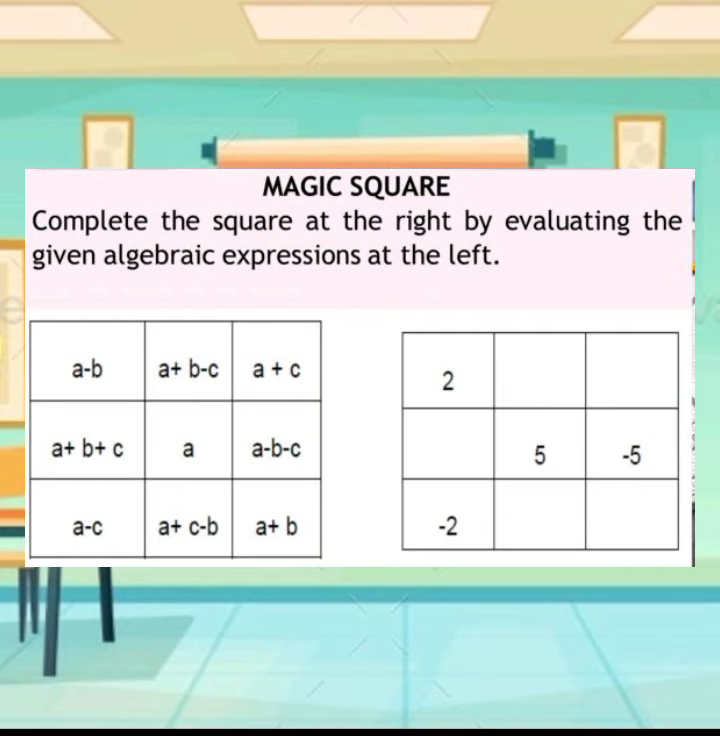 MAGIC SQUARE
Complete the square at the right by evaluating the
given algebraic expressions at the left.
a-b a+ b-c a + c
a+ b+ c a a-b-c
a-c a+ c-b a+ b
2
5 -5
-2